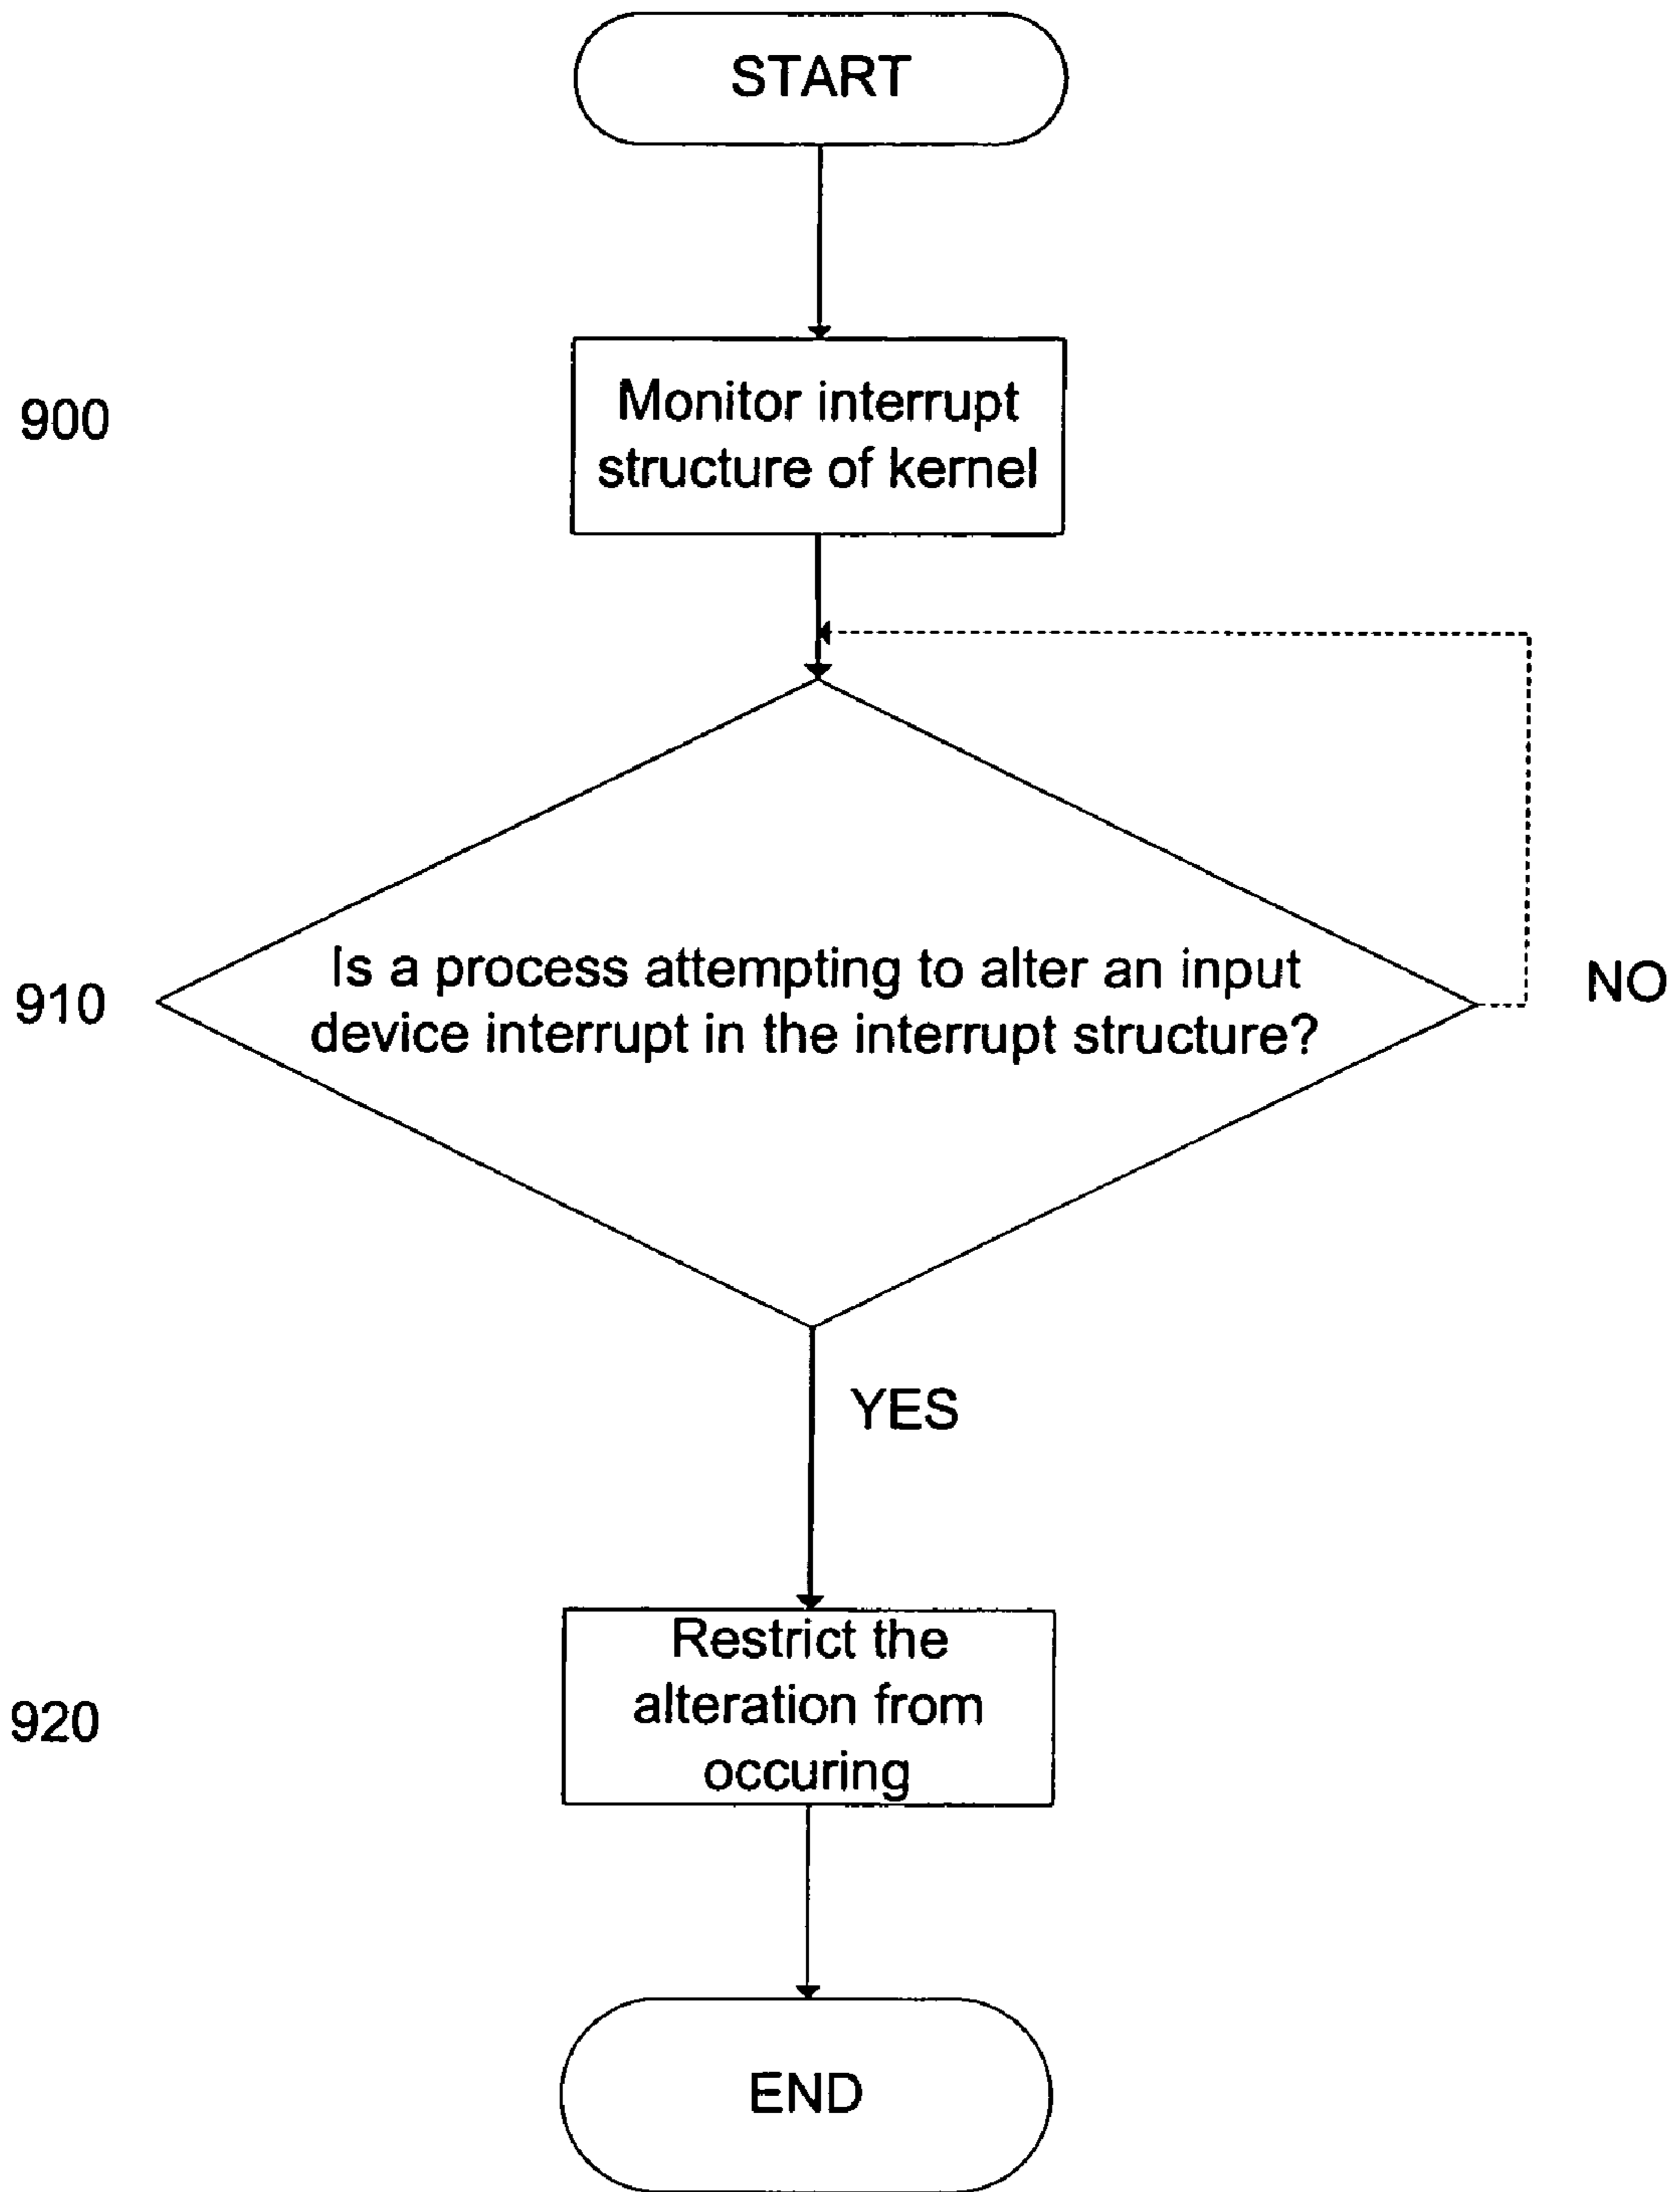 START
900
Monitor interrupt
structure of kernel
910
Is a process attempting to alter an input
device interrupt in the interrupt structure?
NO
YES
920
Restrict the
alteration from
occuring
END